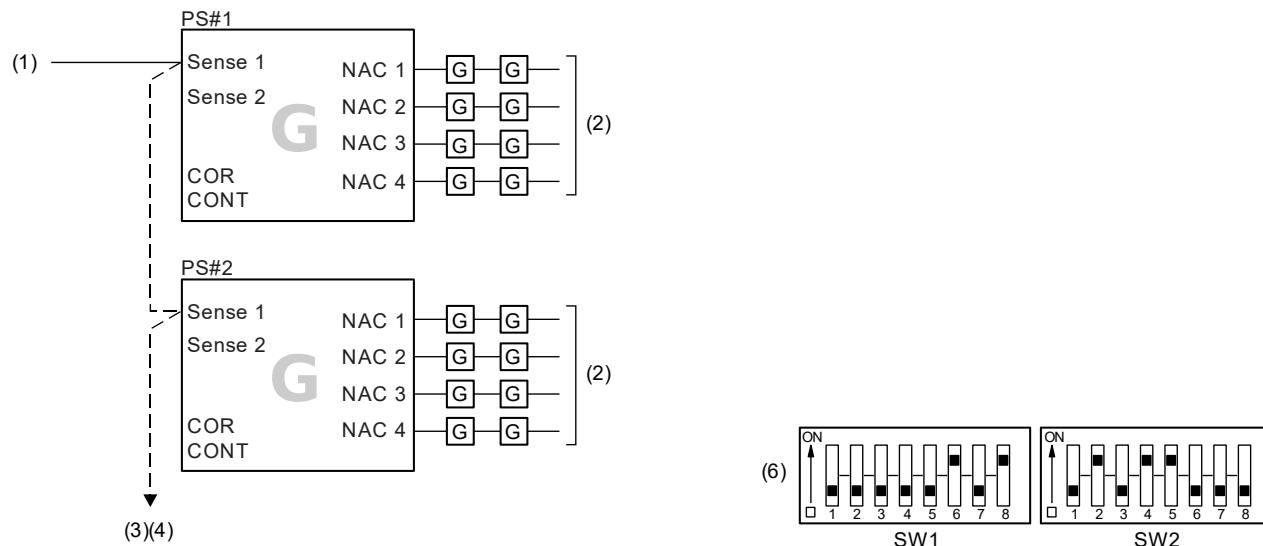 PS#1
(1)
Sense 1
NAC 1
G G
Sense 2
NAC 2
G G
G
(2)
NAC 3
G G
COR
CONT
NAC 4
G G
PS#2
Sense 1
NAC 1
G G
Sense 2
NAC 2
G G
G
(2)
NAC 3
G G
COR
CONT
NAC 4
G G
(3)(4)
(6)
ON
1 2 3 4 5 6 7 8
SW1
ON
1 2 3 4 5 6 7 8
SW2